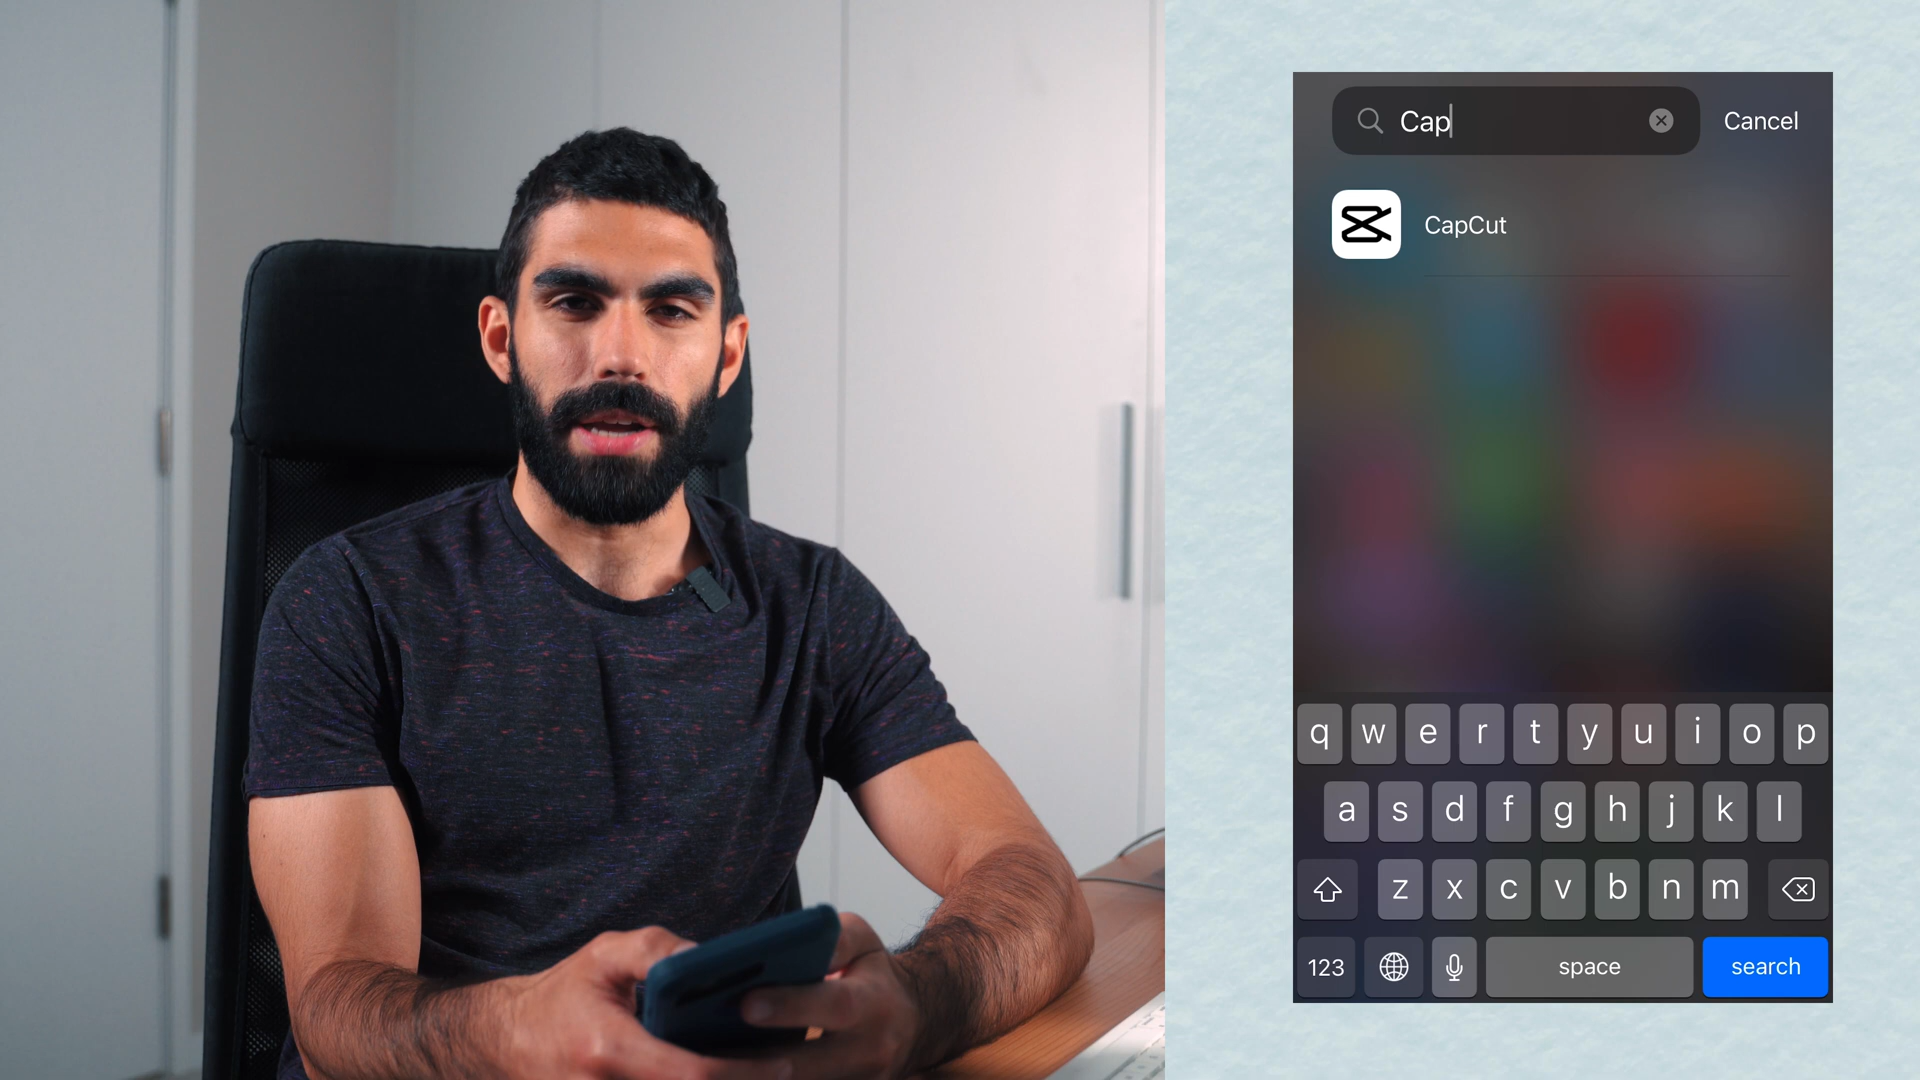 Cap
Cancel
CapCut
q w e r t y u i o p
a s d f g h j k l
z x c v b n m
123
space
search